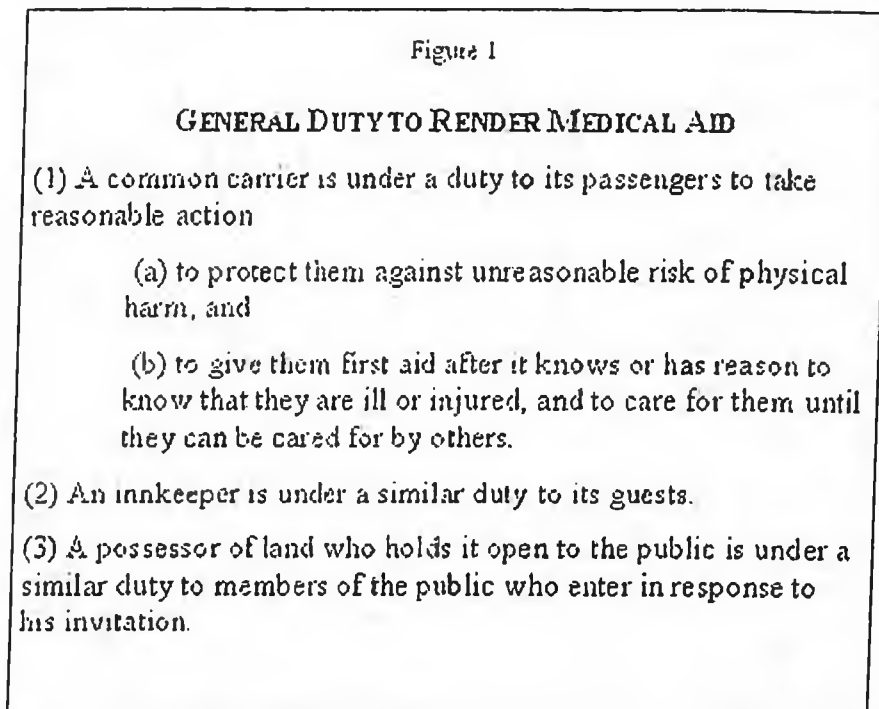 Figure 1
GENERAL DUTY TO RENDER MEDICAL AID
(1) A common carrier is under a duty to its passengers to take
reasonable action
(a) to protect them against unreasonable risk of physical
harm, and
(b) to give them first aid after it knows or has reason to
know that they are ill or injured, and to care for them until
they can be cared for by others.
(2) An innkeeper is under a similar duty to its guests.
(3) A possessor of land who holds it open to the public is under a
similar duty to members of the public who enter in response to
his invitation.